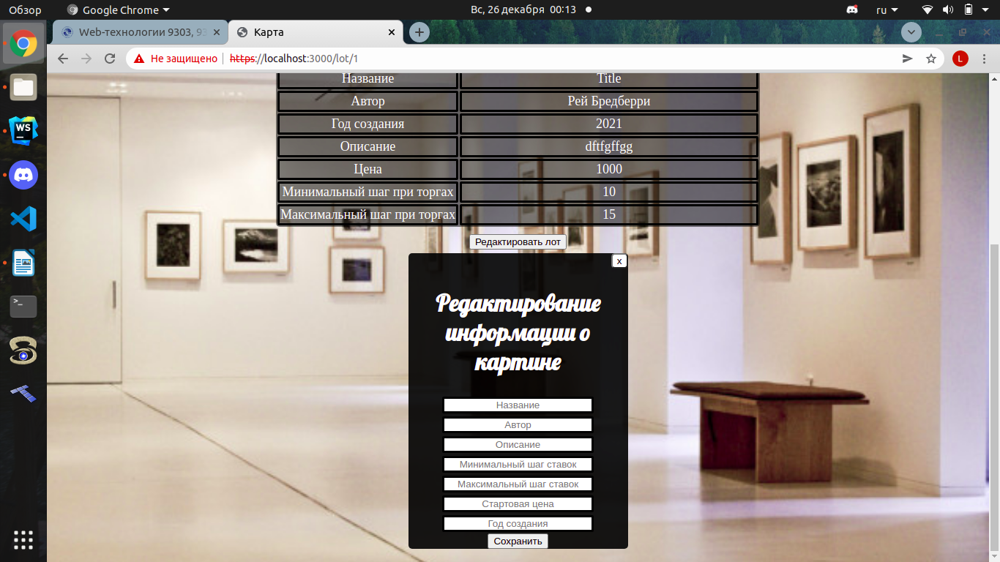 Обзор Google Chrome Вс, 26 декабря 00:13 ru
Web-технологии 9303, 93 Карта
Не защищено https://localhost:3000/lot/1 L
Название Title
Автор Рей Бредберри
Год создания 2021
Описание dftfgffgg
Цена 1000
Минимальный шаг при торгах 10
Максимальный шаг при торгах 15
Редактировать лот
x
Редактирование
информации о
картине
Название
Автор
Описание
Минимальный шаг ставок
Максимальный шаг ставок
Стартовая цена
Год создания
Сохранить
WS
>_